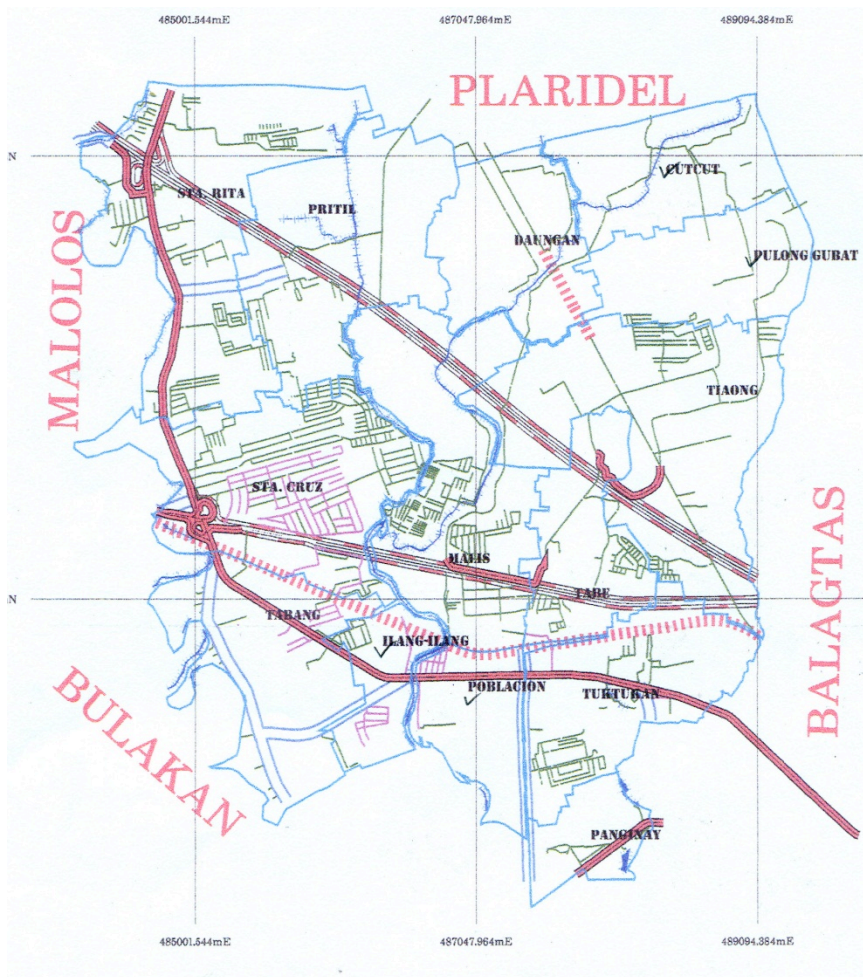 485001.544mE
487047.964mE
489094.384mE
PLARIDEL
N
CUTCUT
STA. RITA
PRITIL
DAUNGAN
PULONG GUBAT
MALOLOS
TIAONG
STA. CRUZ
MALIS
TABE
N
TABANG
ILANG-ILANG
POBLACION
TUKTUKAN
BALAGTAS
BULAKAN
PANGINAY
485001.544mE
487047.964mE
489094.384mE